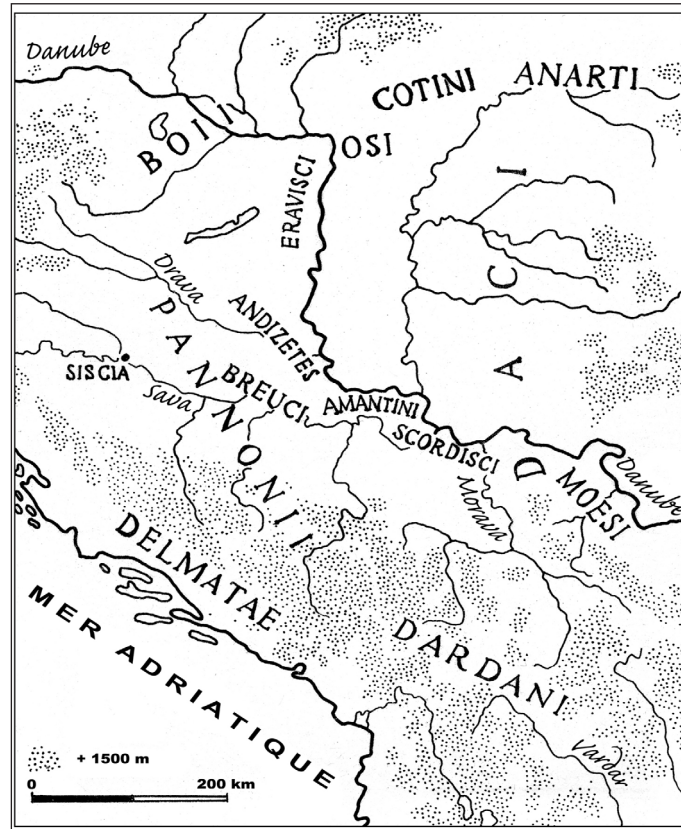 Danube
COTINI
ANARTI
BOII
OSI
ERAVISCI
DACI
Drava
ANDIZETES
PANNONII
SISCIA
Sava
BREUCI
AMANTINI
SCORDISCI
MOESI
Danube
Morava
DELMATAE
DARDANI
MER ADRIATIQUE
Vardar
+ 1500 m
0 200 km